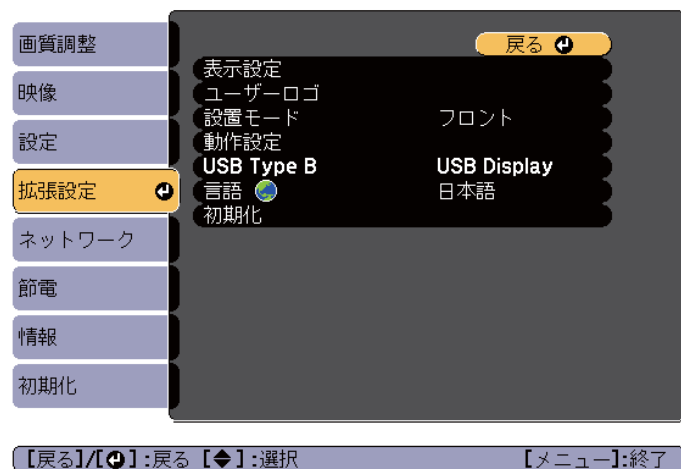 画質調整
映像
設定
拡張設定
ネットワーク
節電
情報
初期化
戻る
表示設定
ユーザーロゴ
設置モード フロント
動作設定
USB Type B USB Display
言語 日本語
初期化
【戻る】/【】:戻る 【◆】:選択 【メニュー】:終了